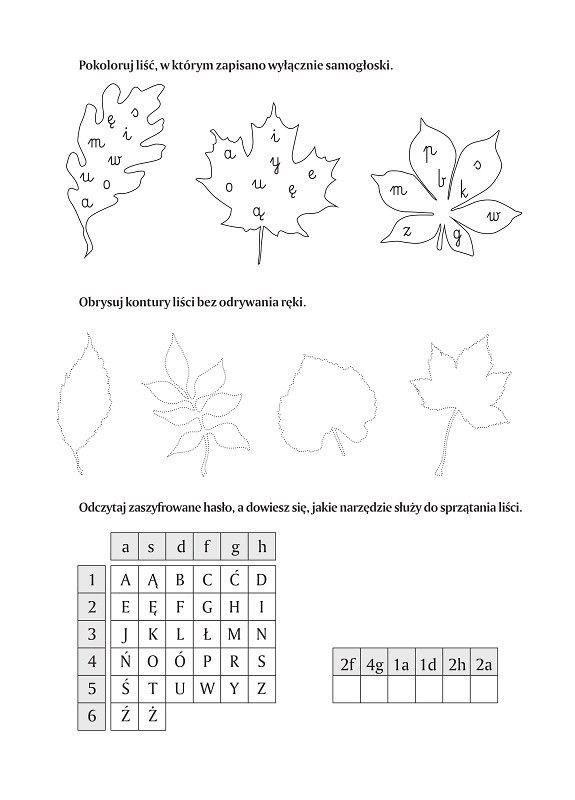 Pokoloruj liść, w którym zapisano wyłącznie samogłoski.
ę s
m i
w
u o
a
a i
y
o u ę e
ą
p s
b
m k
w
z g
Obrysuj kontury liści bez odrywania ręki.
Odczytaj zaszyfrowane hasło, a dowiesz się, jakie narzędzie służy do sprzątania liści.
a s d f g h
1 A Ą B C Ć D
2 E Ę F G H I
3 J K L Ł M N
4 Ń O Ó P R S
5 Ś T U W Y Z
6 Ź Ż
2f 4g 1a 1d 2h 2a